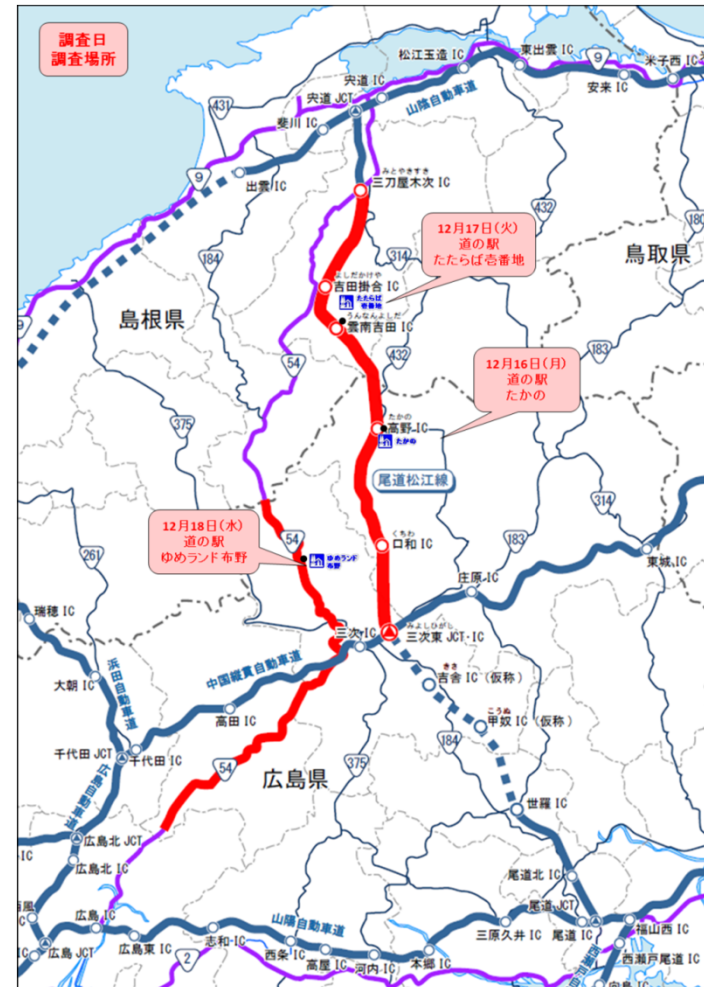 調査日
調査場所
松江玉造 IC
東出雲 IC
9
米子西 IC
安来 IC
宍道 IC
宍道 JCT
山陰自動車道
431
斐川 IC
9
出雲 IC
みとやきすき
三刀屋木次 IC
184
432
180
12月17日(火)
道の駅
たたらば壱番地
314
鳥取県
よしだかけや
吉田掛合 IC
たたらば
壱番地
うんなんよしだ
雲南吉田 IC
島根県
9
54
432
183
12月16日(月)
道の駅
たかの
375
たかの
高野 IC
たかの
尾道松江線
314
12月18日(水)
道の駅
ゆめランド布野
54
183
くちわ
口和 IC
ゆめランド
布野
261
東城 IC
庄原 IC
瑞穂 IC
みよしひがし
三次東 JCT・IC
三次 IC
浜田自動車道
大朝 IC
中国縦貫自動車道
きさ
吉舎 IC (仮称)
高田 IC
こうぬ
甲奴 IC (仮称)
184
千代田 JCT
千代田 IC
54
広島県
375
広島自動車道
世羅 IC
広島北 JCT
IC
広島北 IC
尾道北 IC
尾道 JCT
山陽自動車道
広島 IC
三原久井 IC
尾道 IC
福山西 IC
広島 JCT
広島東 IC
志和 IC
西条 IC
高屋 IC
河内 IC
本郷 IC
西瀬戸尾道 IC
2
IC